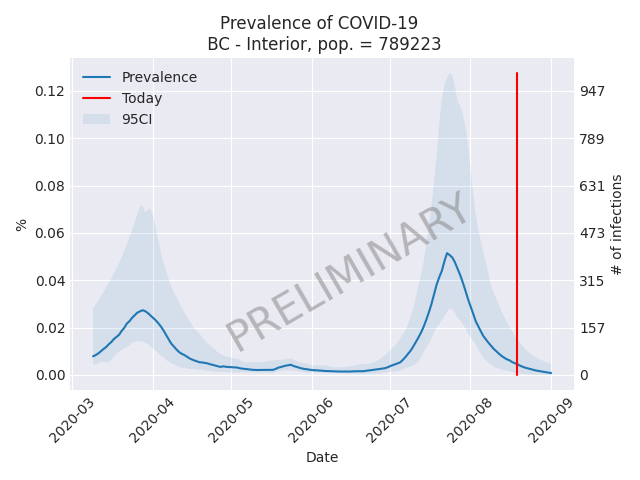 Prevalence of COVID-19
BC - Interior, pop. = 789223
Prevalence
Today
95CI
PRELIMINARY
%
0.12
0.10
0.08
0.06
0.04
0.02
0.00
947
789
631
473
315
157
0
# of infections
2020-03
2020-04
2020-05
2020-06
2020-07
2020-08
2020-09
Date